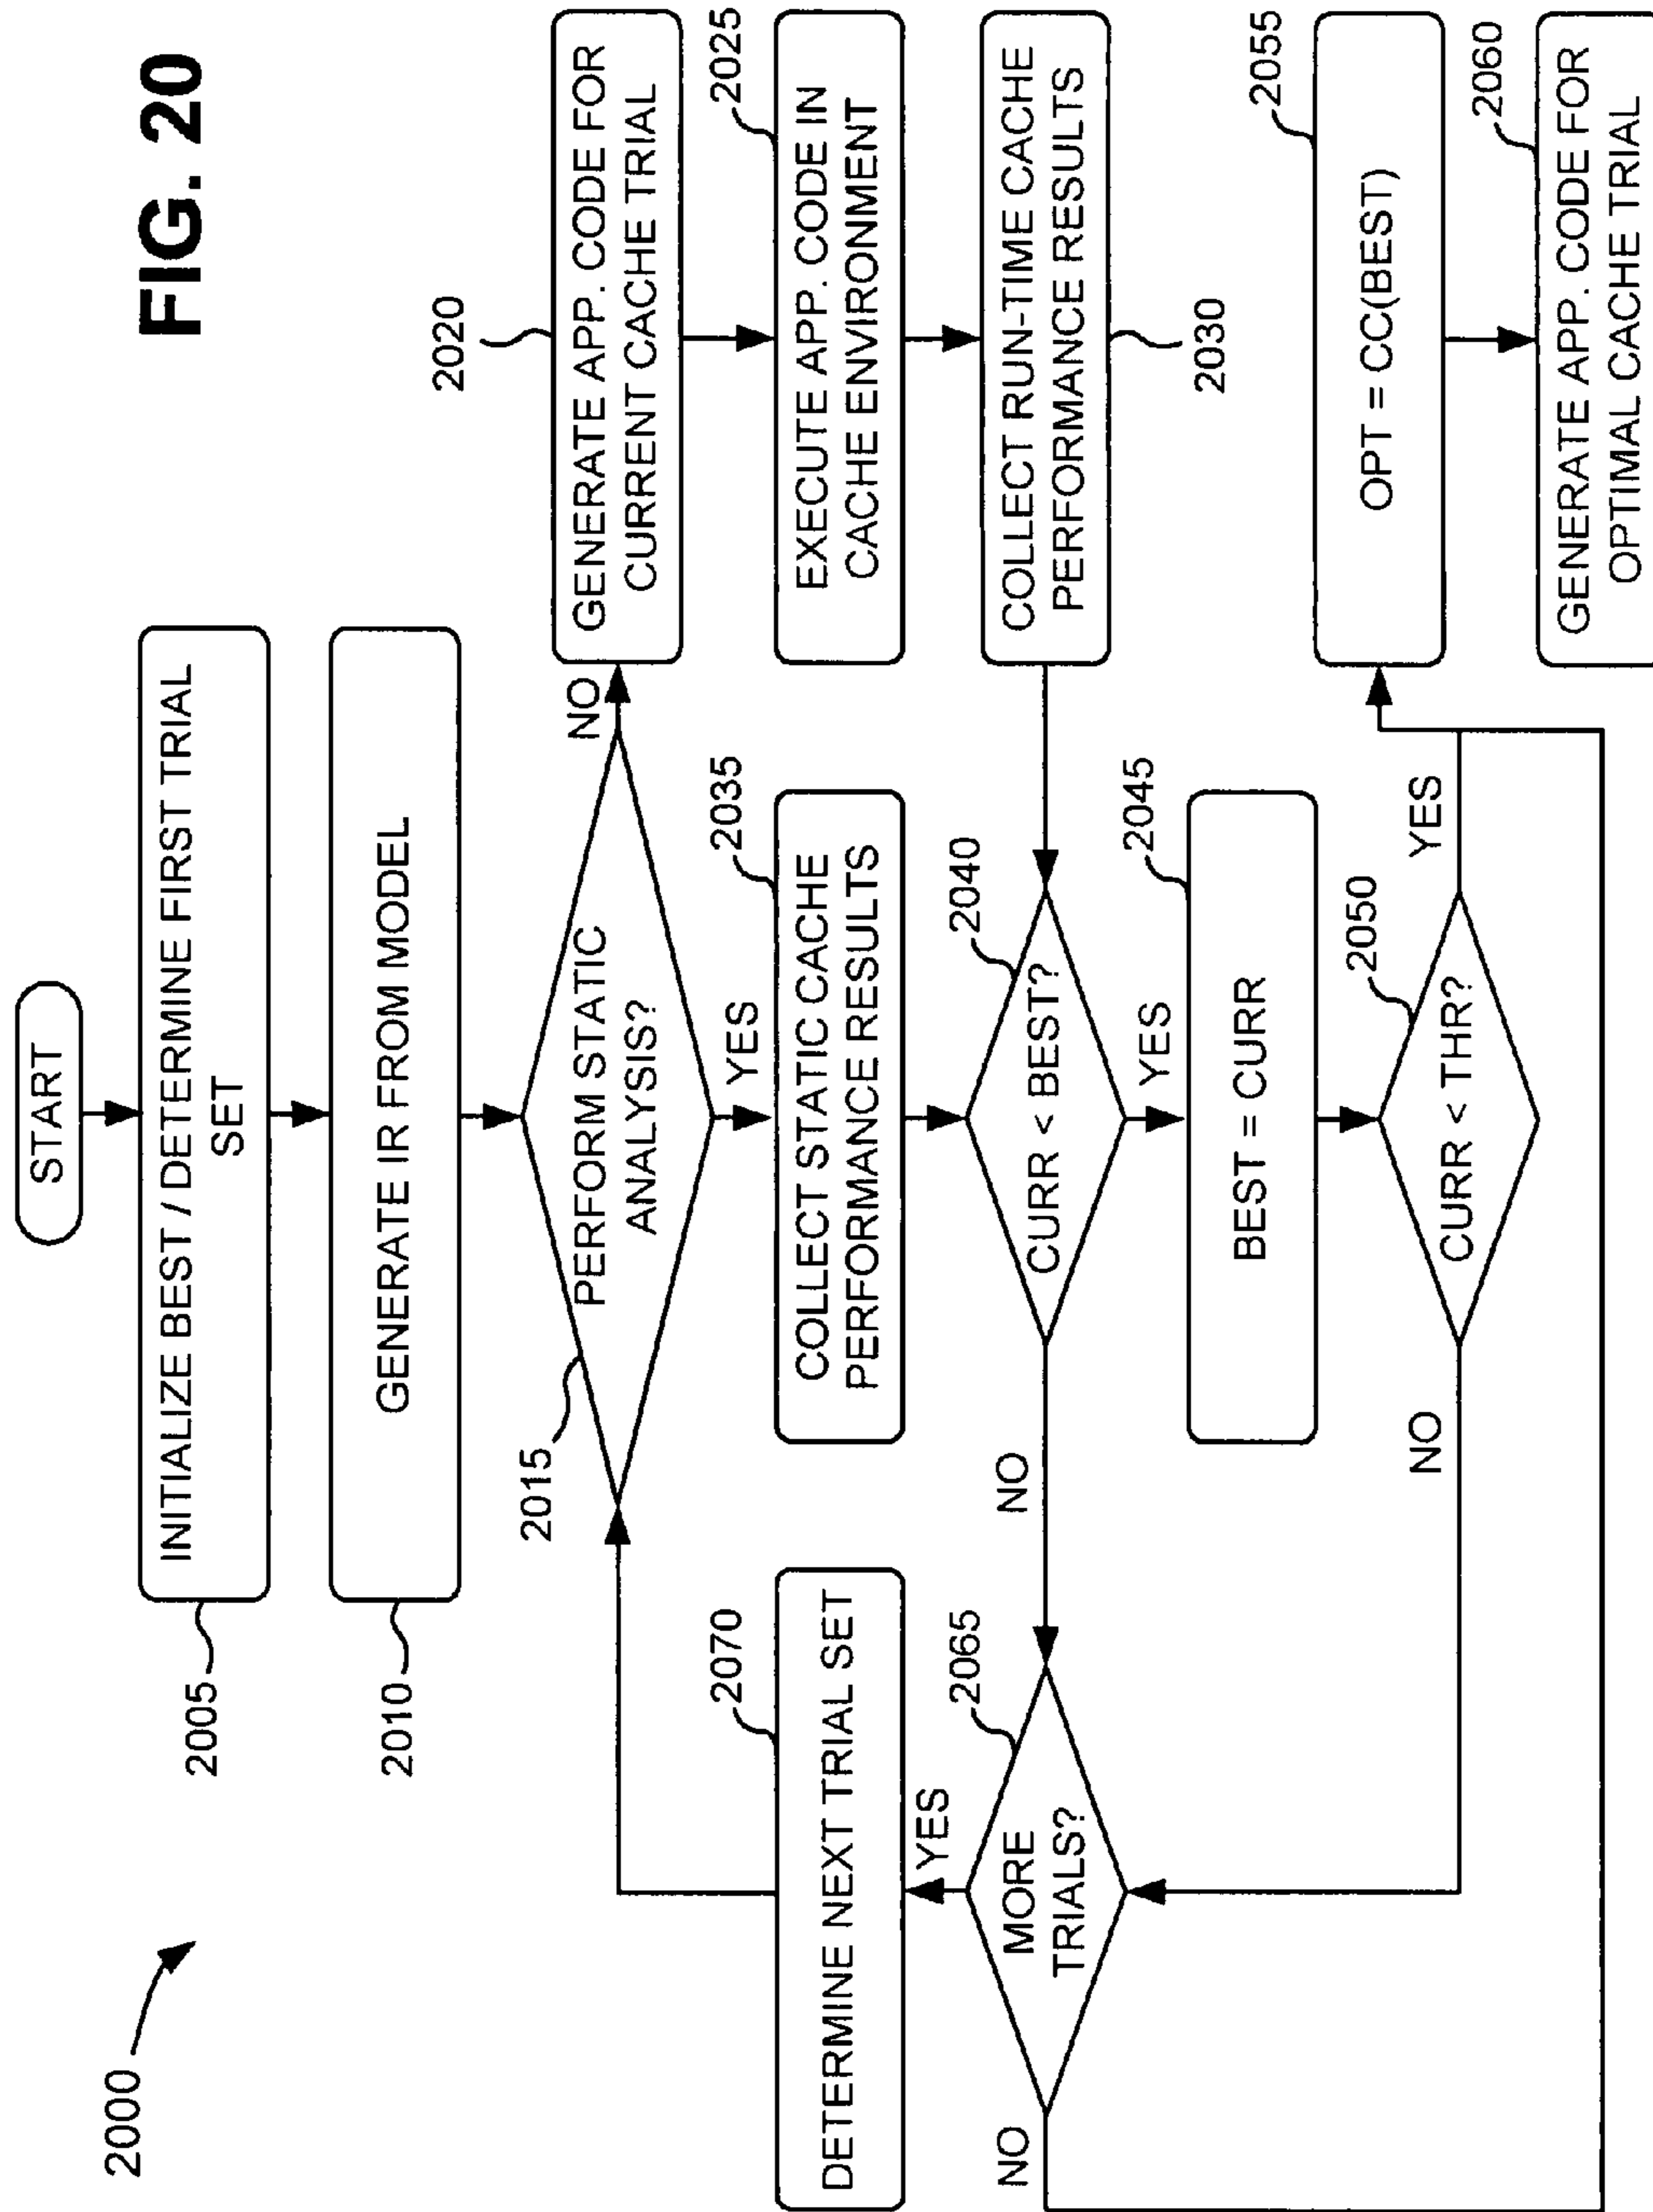 FIG. 20
2000
START
INITIALIZE BEST / DETERMINE FIRST TRIAL
SET
2005
GENERATE IR FROM MODEL
2010
PERFORM STATIC
ANALYSIS?
2015
NO
YES
GENERATE APP. CODE FOR
CURRENT CACHE TRIAL
2020
EXECUTE APP. CODE IN
CACHE ENVIRONMENT
2025
COLLECT RUN-TIME CACHE
PERFORMANCE RESULTS
2030
COLLECT STATIC CACHE
PERFORMANCE RESULTS
2035
CURR < BEST?
2040
NO
YES
BEST = CURR
2045
CURR < THR?
2050
NO
YES
OPT = CC(BEST)
2055
GENERATE APP. CODE FOR
OPTIMAL CACHE TRIAL
2060
MORE
TRIALS?
2065
NO
YES
DETERMINE NEXT TRIAL SET
2070